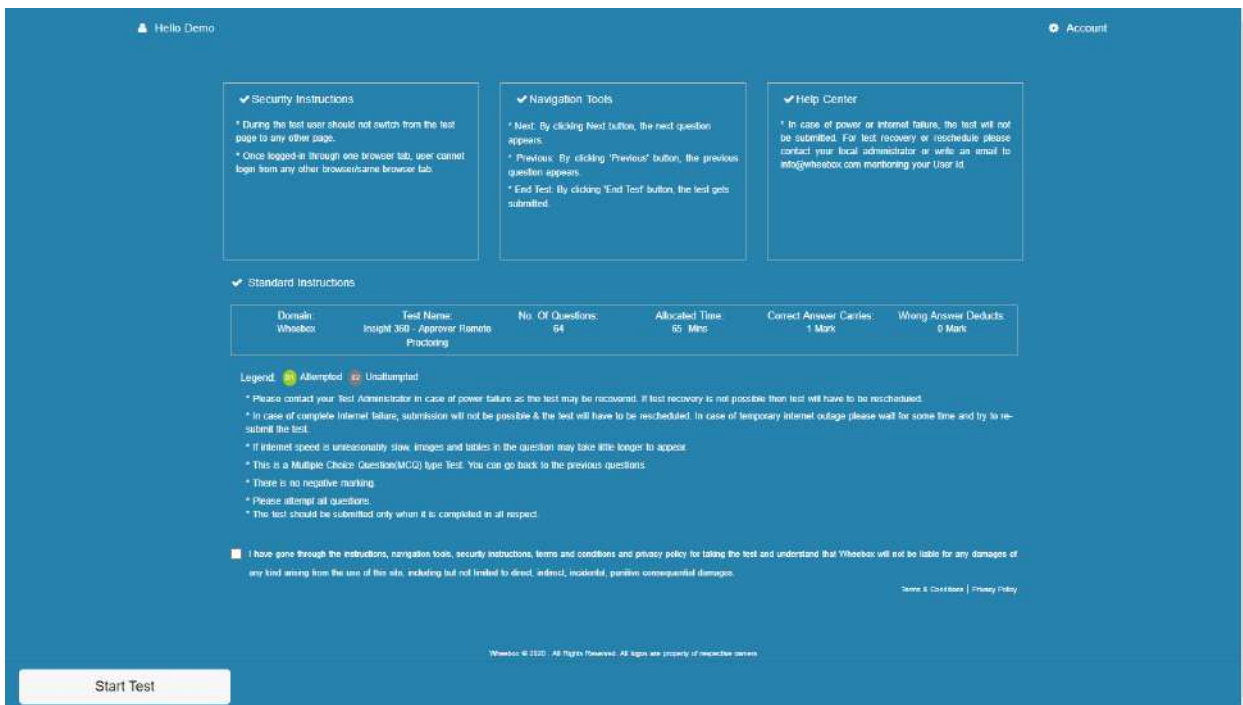 Hello Demo
Account
Security Instructions
* During the test user should not switch from the test
page to any other page.
* Once logged-in through one browser tab, user cannot
login from any other browser/same browser tab.
Navigation Tools
* Next: By clicking Next button, the next question
appears.
* Previous: By clicking 'Previous' button, the previous
question appears.
* End Test: By clicking 'End Test' button, the test gets
submitted.
Help Center
* In case of power or internet failure, the test will not
be submitted. For test recovery or reschedule please
contact your local administrator or write an email to
info@wheebox.com mentioning your User Id.
Standard Instructions
Domain: Test Name: No. Of Questions: Allocated Time: Correct Answer Carries: Wrong Answer Deducts:
Wheebox Insight 360 - Approver Remote 64 65 Mins 1 Mark 0 Mark
Proctoring
Legend: Attempted Unattempted
* Please contact your Test Administrator in case of power failure as the test may be recovered. If test recovery is not possible then test will have to be rescheduled.
* In case of complete Internet failure, submission will not be possible & the test will have to be rescheduled. In case of temporary internet outage please wait for some time and try to re-
submit the test.
* If internet speed is unreasonably slow, images and tables in the question may take little longer to appear.
* This is a Multiple Choice Question(MCQ) type Test. You can go back to the previous questions.
* There is no negative marking.
* Please attempt all questions.
* The test should be submitted only when it is completed in all respect.
I have gone through the instructions, navigation tools, security instructions, terms and conditions and privacy policy for taking the test and understand that Wheebox will not be liable for any damages of
any kind arising from the use of this site, including but not limited to direct, indirect, incidental, punitive consequential damages.
Terms & Conditions | Privacy Policy
Wheebox © 2020 . All Rights Reserved. All logos are property of respective owners
Start Test